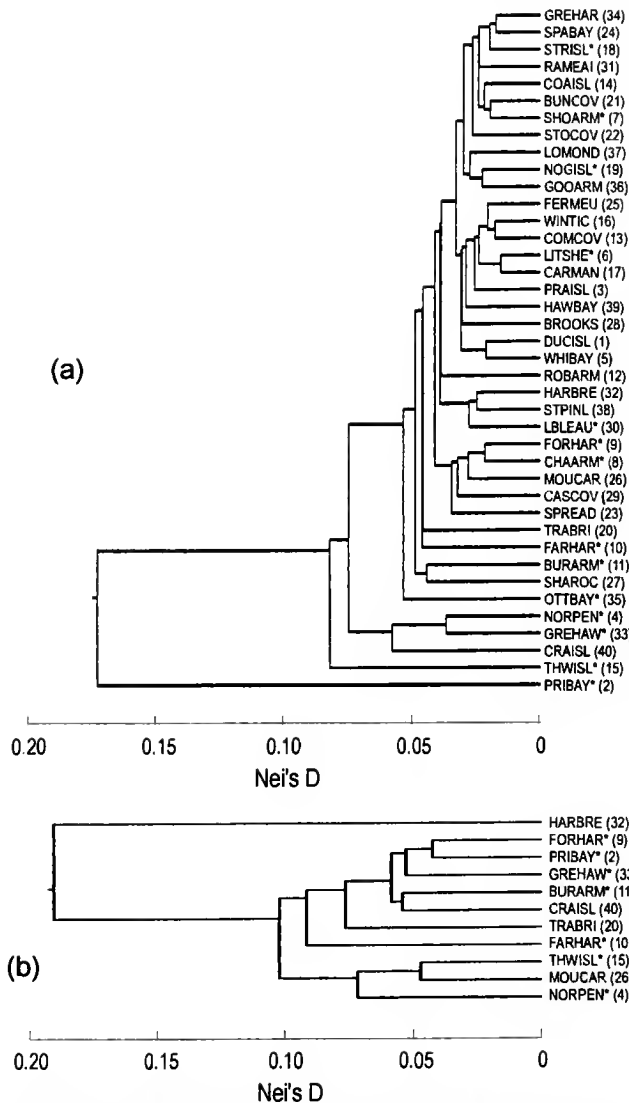 GREHAR (34)
SPABAY (24)
STRISL* (18)
RAMEAI (31)
COAISL (14)
BUNCOV (21)
SHOARM* (7)
STOCOV (22)
LOMOND (37)
NOGISL* (19)
GOOARM (36)
FERMEU (25)
WINTIC (16)
COMCOV (13)
LITSHE* (6)
CARMAN (17)
PRAISL (3)
HAWBAY (39)
BROOKS (28)
DUCISL (1)
(a)
WHIBAY (5)
ROBARM (12)
HARBRE (32)
STPINL (38)
LBLEAU* (30)
FORHAR* (9)
CHAARM* (8)
MOUCAR (26)
CASCOV (29)
SPREAD (23)
TRABRI (20)
FARHAR* (10)
BURARM* (11)
SHAROC (27)
OTTBAY* (35)
NORPEN* (4)
GREHAW* (33
CRAISL (40)
THWISL* (15)
PRIBAY* (2)
0.20 0.15 0.10 0.05 0
Nei's D
HARBRE (32)
FORHAR* (9)
PRIBAY* (2)
GREHAW* (33
BURARM* (11
CRAISL (40)
TRABRI (20)
FARHAR* (10
(b)
THWISL* (15)
MOUCAR (26
NORPEN* (4)
0.20 0.15 0.10 0.05 0
Nei's D